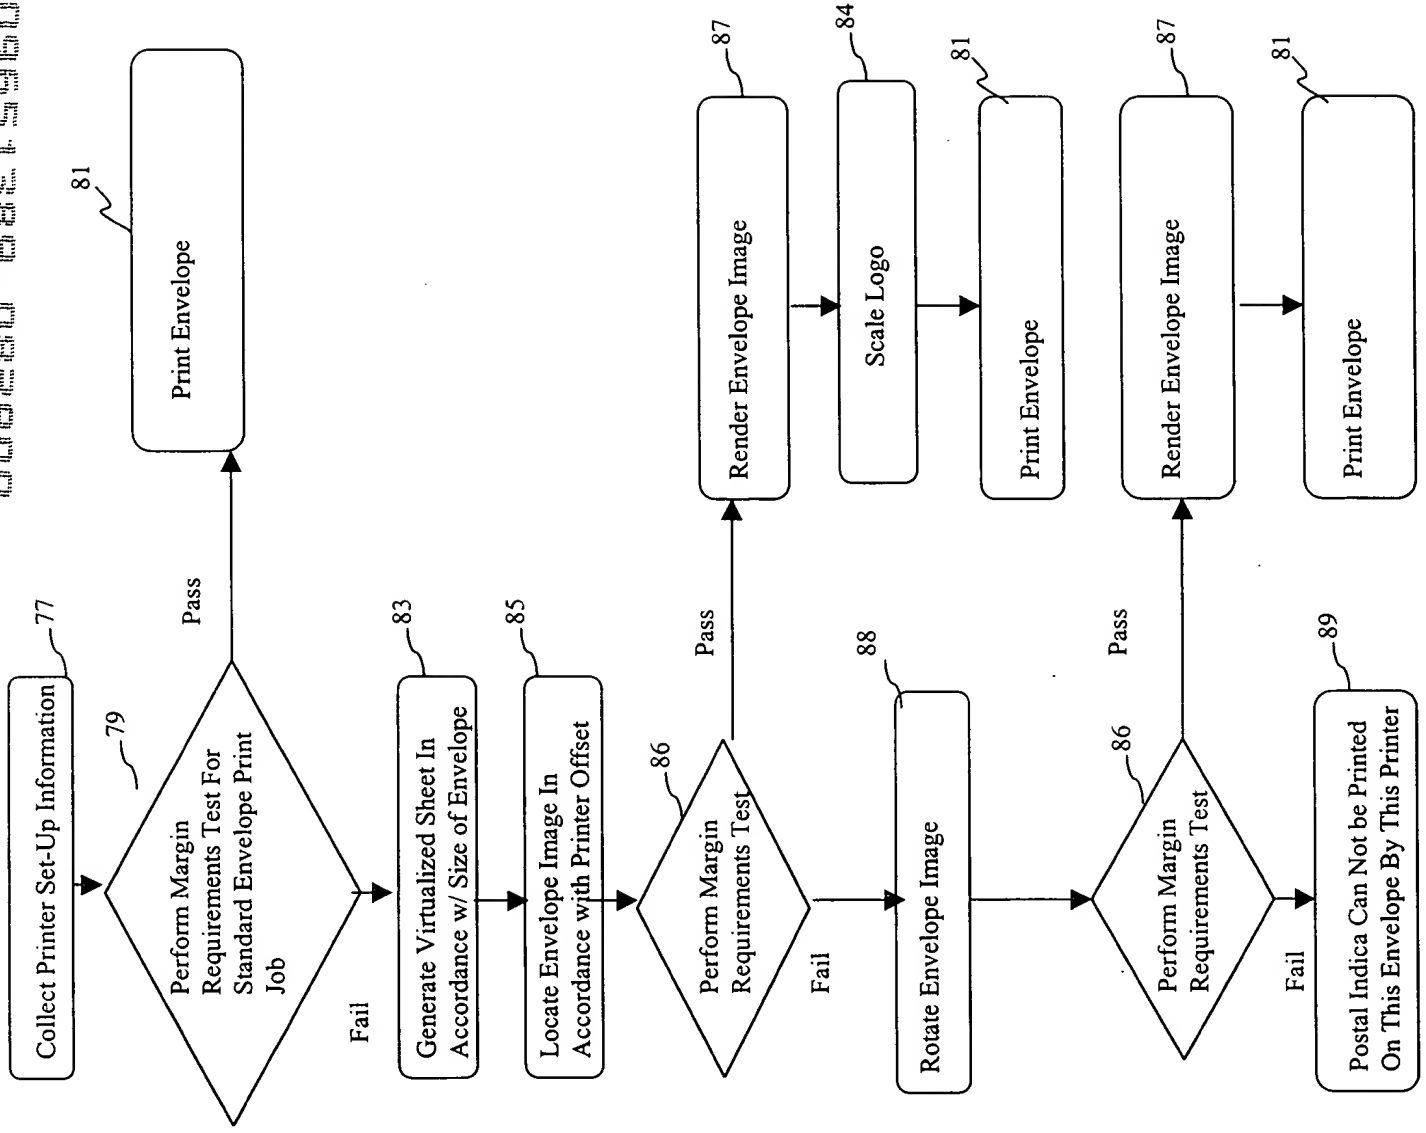 77
Collect Printer Set-Up Information
79
Perform Margin
Requirements Test For
Standard Envelope Print
Job
Pass
81
Print Envelope
Fail
83
Generate Virtualized Sheet In
Accordance w/ Size of Envelope
85
Locate Envelope Image In
Accordance with Printer Offset
86
Perform Margin
Requirements Test
Pass
87
Render Envelope Image
84
Scale Logo
81
Print Envelope
Fail
88
Rotate Envelope Image
86
Perform Margin
Requirements Test
Pass
87
Render Envelope Image
81
Print Envelope
Fail
89
Postal Indica Can Not be Printed
On This Envelope By This Printer